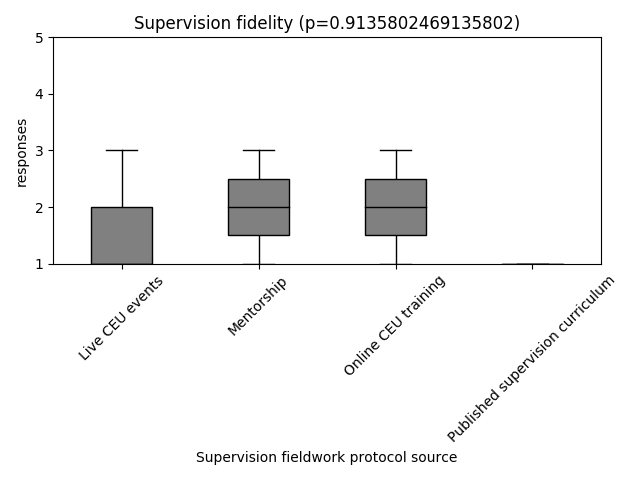 Supervision fidelity (p=0.9135802469135802)
5
4
3
2
1
responses
Live CEU events
Mentorship
Online CEU training
Published supervision curriculum
Supervision fieldwork protocol source